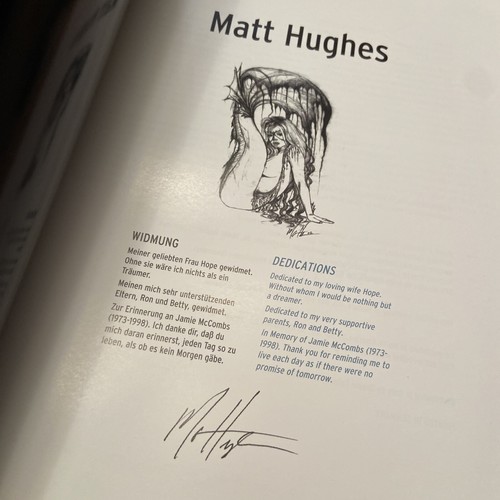 Matt Hughes
WIDMUNG
Meiner geliebten Frau Hope gewidmet.
Ohne sie wäre ich nichts als ein
Träumer.
Meinen mich sehr unterstützenden
Eltern, Ron und Betty, gewidmet.
Zur Erinnerung an Jamie McCombs
(1973-1998). Ich danke dir, daß du
mich daran erinnerst, jeden Tag so zu
leben, als ob es kein Morgen gäbe.
DEDICATIONS
Dedicated to my loving wife Hope.
Without whom I would be nothing but
a dreamer.
Dedicated to my very supportive
parents, Ron and Betty.
In Memory of Jamie McCombs (1973-
1998). Thank you for reminding me to
live each day as if there were no
promise of tomorrow.